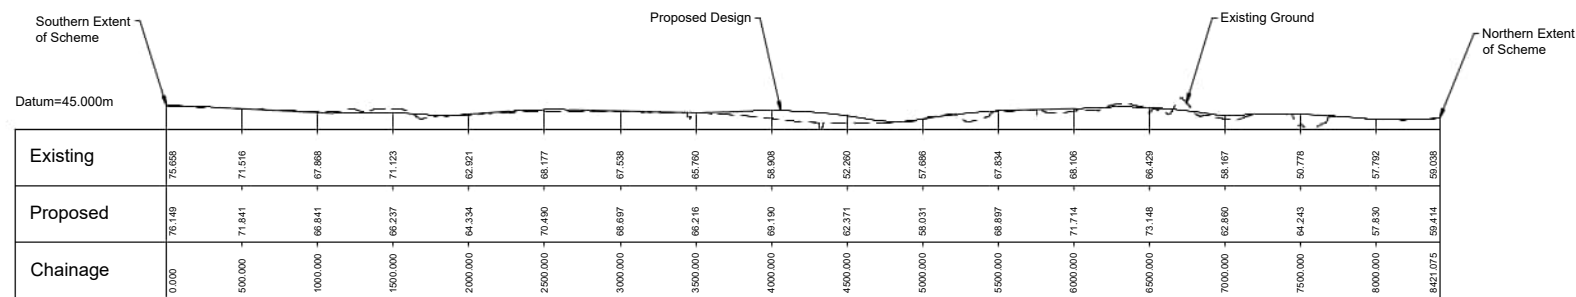 Southern Extent
of Scheme
Proposed Design
Existing Ground
Northern Extent
of Scheme
Datum=45.000m
Existing 75.658 71.516 67.868 71.123 62.921 68.177 67.538 65.760 58.908 52.260 57.686 67.834 68.106 66.429 58.167 50.778 57.792 59.038
Proposed 76.149 71.841 66.841 66.237 64.334 70.490 68.697 66.216 69.190 62.371 58.031 68.897 71.714 73.148 62.860 64.243 57.830 59.414
Chainage 0.000 500.000 1000.000 1500.000 2000.000 2500.000 3000.000 3500.000 4000.000 4500.000 5000.000 5500.000 6000.000 6500.000 7000.000 7500.000 8000.000 8421.075